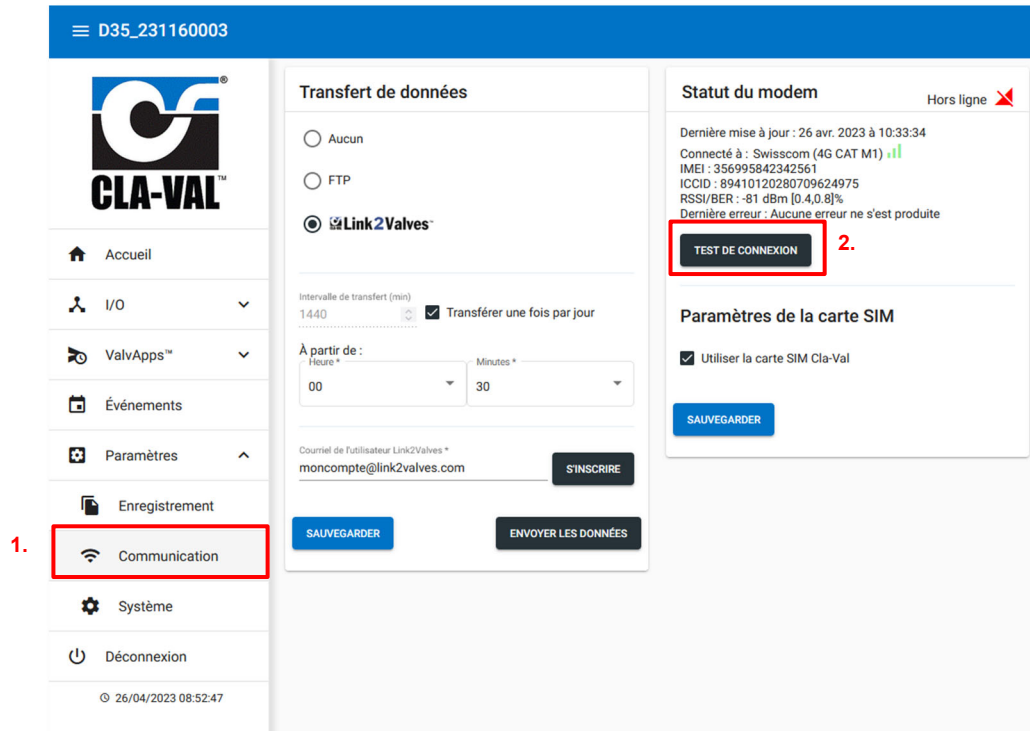 D35_231160003
®
CLA-VAL™
Accueil
I/O
ValvApps™
Événements
Paramètres
Enregistrement
1.
Communication
Système
Déconnexion
26/04/2023 08:52:47
Transfert de données
Aucun
FTP
Link2Valves™
Intervalle de transfert (min)
1440
Transférer une fois par jour
À partir de :
Heure *
Minutes *
00
30
Courriel de l'utilisateur Link2Valves *
moncompte@link2valves.com
S'INSCRIRE
SAUVEGARDER
ENVOYER LES DONNÉES
Statut du modem
Hors ligne
Dernière mise à jour : 26 avr. 2023 à 10:33:34
Connecté à : Swisscom (4G CAT M1)
IMEI : 356995842342561
ICCID : 89410120280709624975
RSSI/BER : -81 dBm [0.4,0.8]%
Dernière erreur : Aucune erreur ne s'est produite
TEST DE CONNEXION
2.
Paramètres de la carte SIM
Utiliser la carte SIM Cla-Val
SAUVEGARDER